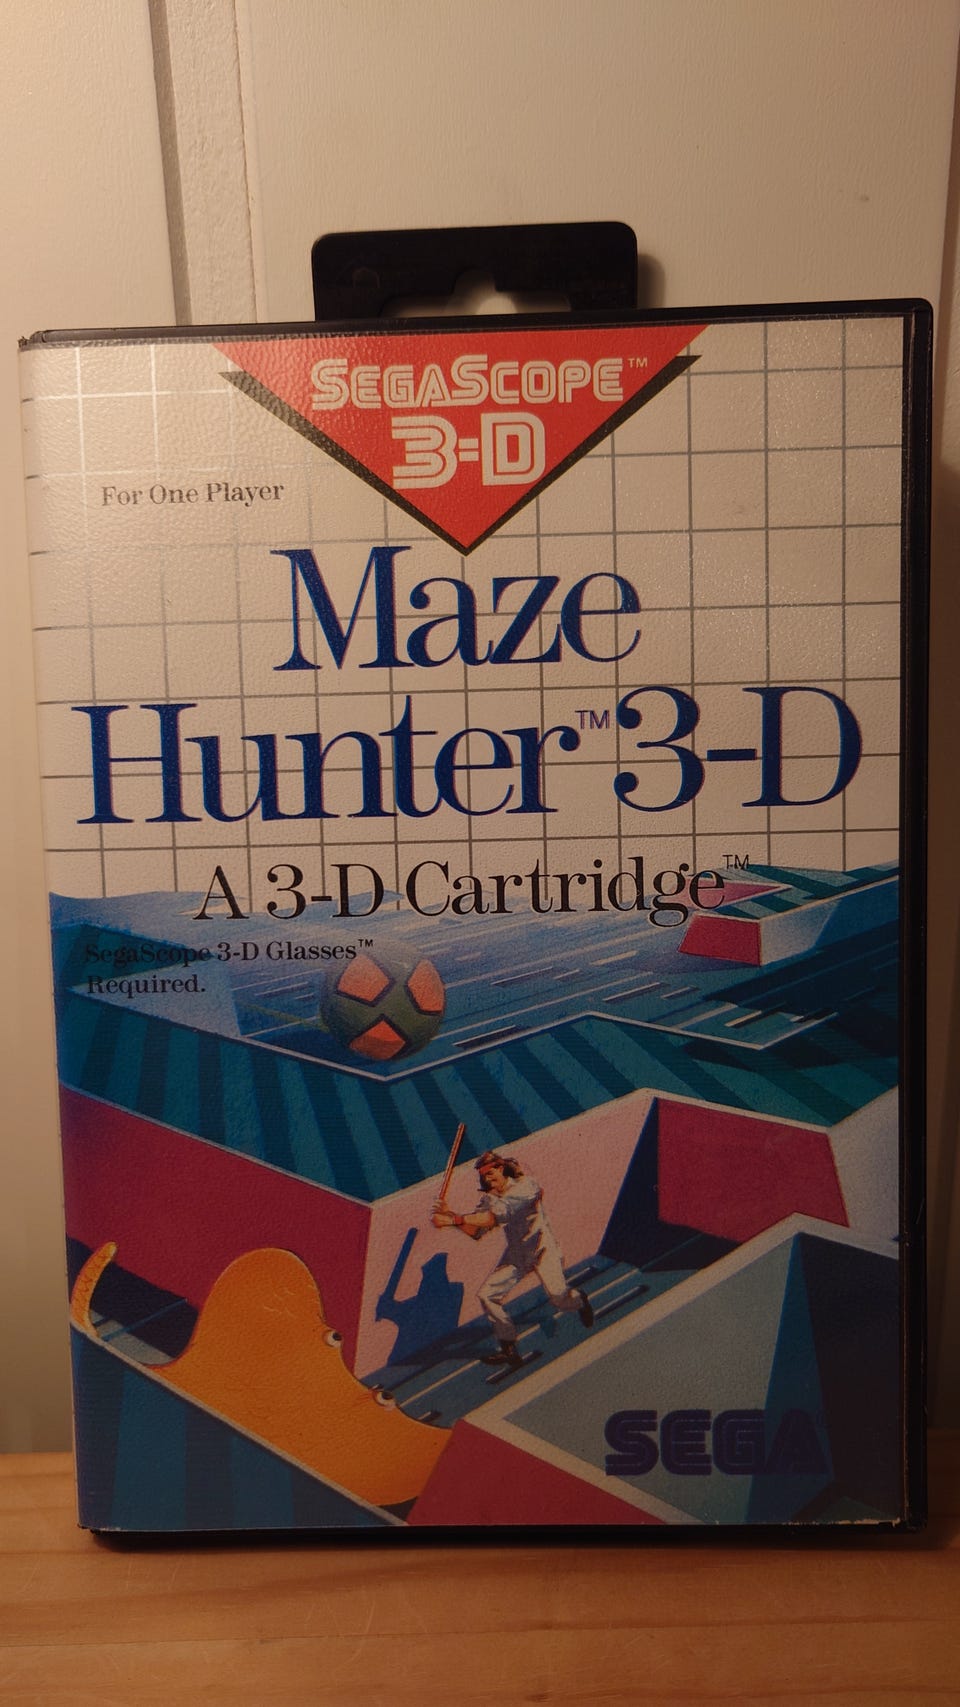 SEGASCOPE™
3-D
For One Player
Maze
Hunter™ 3-D
A 3-D Cartridge™
SegaScope 3-D Glasses™
Required.
SEGA